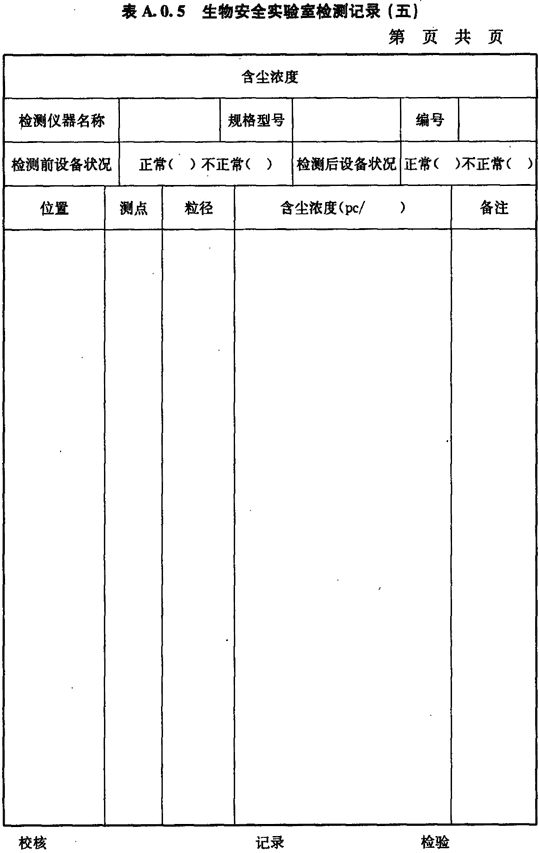 表 A.0.5 生物安全实验室检测记录(五)
第 页 共 页
含尘浓度
检测仪器名称 规格型号 编号
检测前设备状况 正常( )不正常( ) 检测后设备状况 正常( )不正常( )
位置 测点 粒径 含尘浓度(pc/ ) 备注
校核 记录 检验